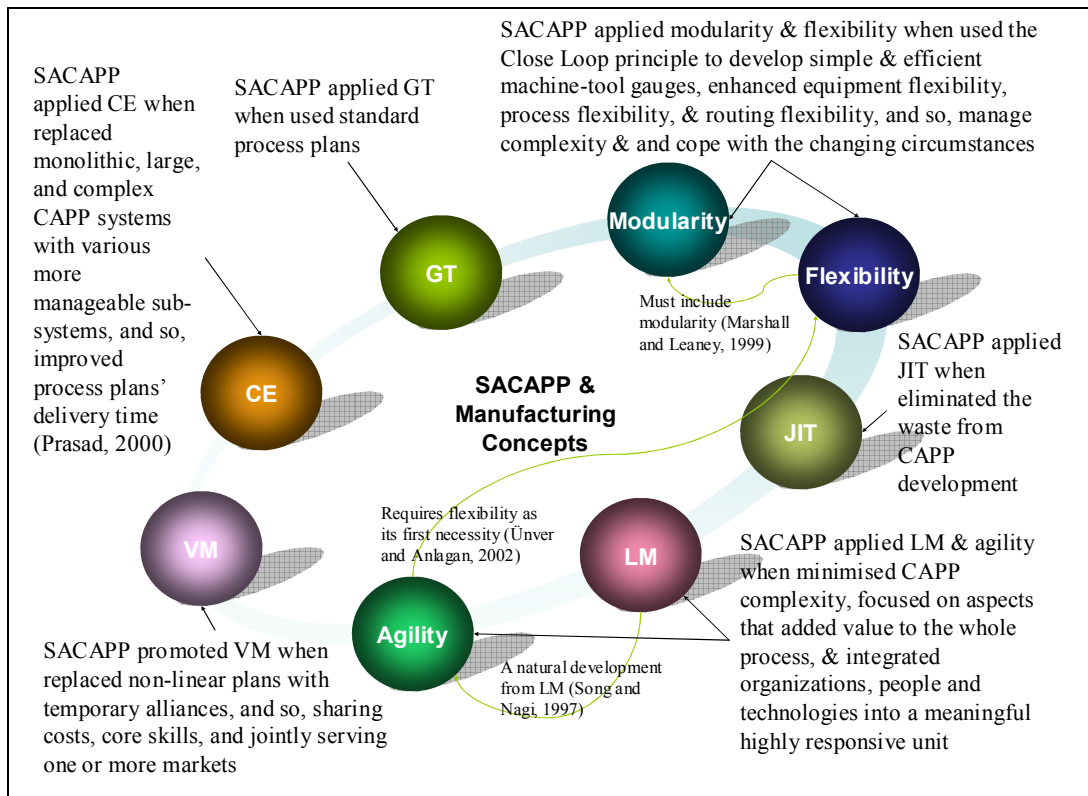 SACAPP applied modularity & flexibility when used the
Close Loop principle to develop simple & efficient
machine-tool gauges, enhanced equipment flexibility,
process flexibility, & routing flexibility, and so, manage
complexity & and cope with the changing circumstances
SACAPP
applied CE when
replaced
monolithic, large,
and complex
CAPP systems
with various
more
manageable sub-
systems, and so,
improved
process plans’
delivery time
(Prasad, 2000)
SACAPP applied GT
when used standard
process plans
Modularity
GT
Flexibility
Must include
modularity (Marshall
and Leaney, 1999)
SACAPP applied
JIT when
eliminated the
waste from
CAPP
development
CE
SACAPP &
Manufacturing
Concepts
JIT
Requires flexibility as
its first necessity (Ünver
and Anlagan, 2002)
VM
LM
SACAPP applied LM & agility
when minimised CAPP
complexity, focused on aspects
that added value to the whole
process, & integrated
organizations, people and
technologies into a meaningful
highly responsive unit
Agility
A natural development
from LM (Song and
Nagi, 1997)
SACAPP promoted VM when
replaced non-linear plans with
temporary alliances, and so, sharing
costs, core skills, and jointly serving
one or more markets